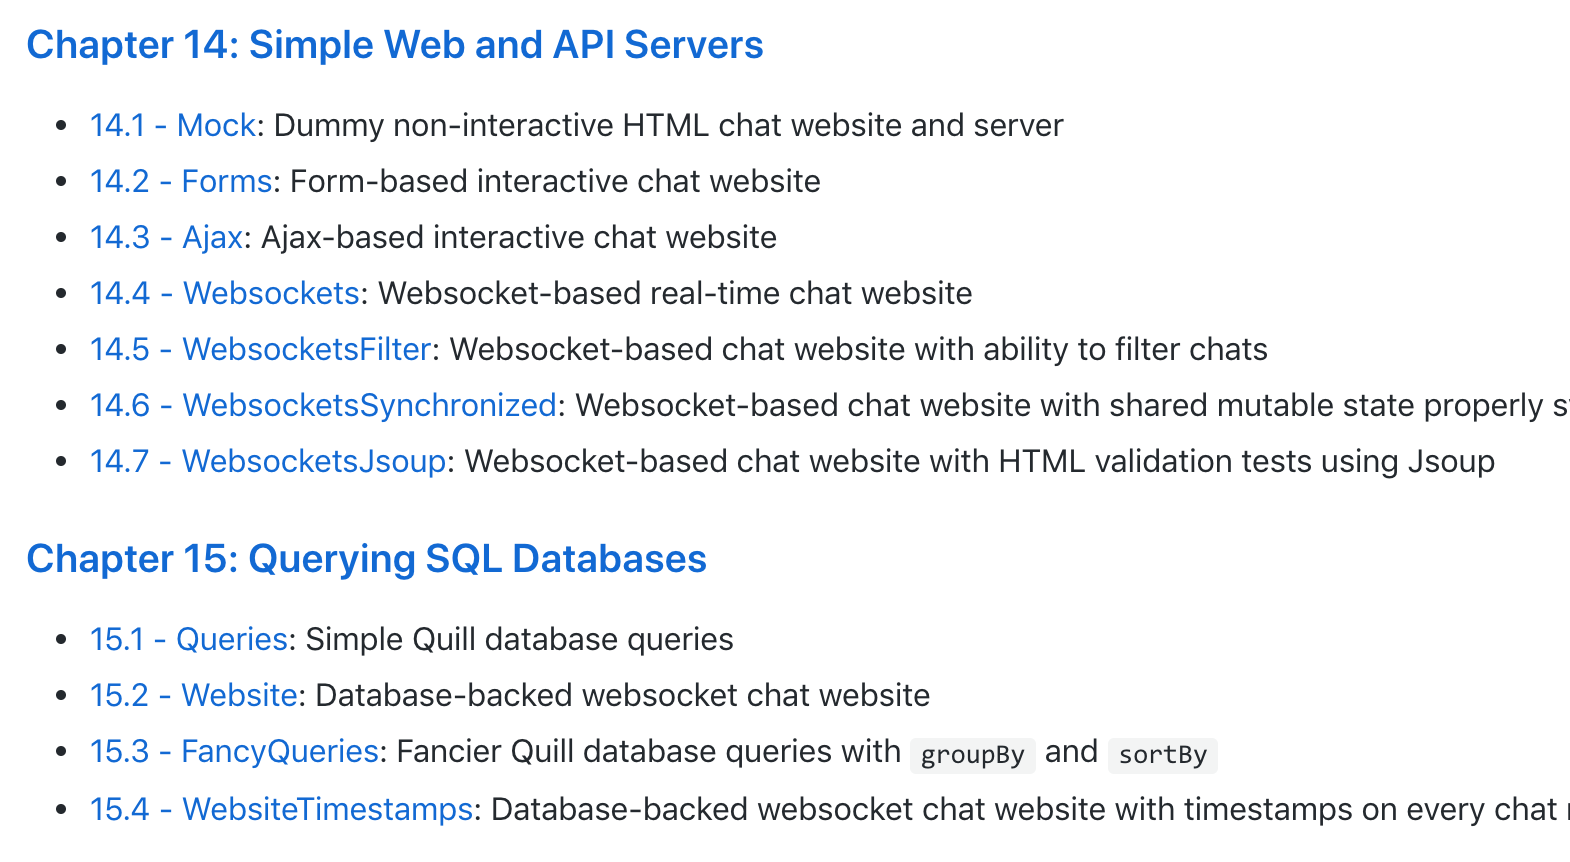 Chapter 14: Simple Web and API Servers
14.1 - Mock: Dummy non-interactive HTML chat website and server
14.2 - Forms: Form-based interactive chat website
14.3 - Ajax: Ajax-based interactive chat website
14.4 - Websockets: Websocket-based real-time chat website
14.5 - WebsocketsFilter: Websocket-based chat website with ability to filter chats
14.6 - WebsocketsSynchronized: Websocket-based chat website with shared mutable state properly
14.7 - WebsocketsJsoup: Websocket-based chat website with HTML validation tests using Jsoup
Chapter 15: Querying SQL Databases
15.1 - Queries: Simple Quill database queries
15.2 - Website: Database-backed websocket chat website
15.3 - FancyQueries: Fancier Quill database queries with groupBy and sortBy
15.4 - WebsiteTimestamps: Database-backed websocket chat website with timestamps on every chat